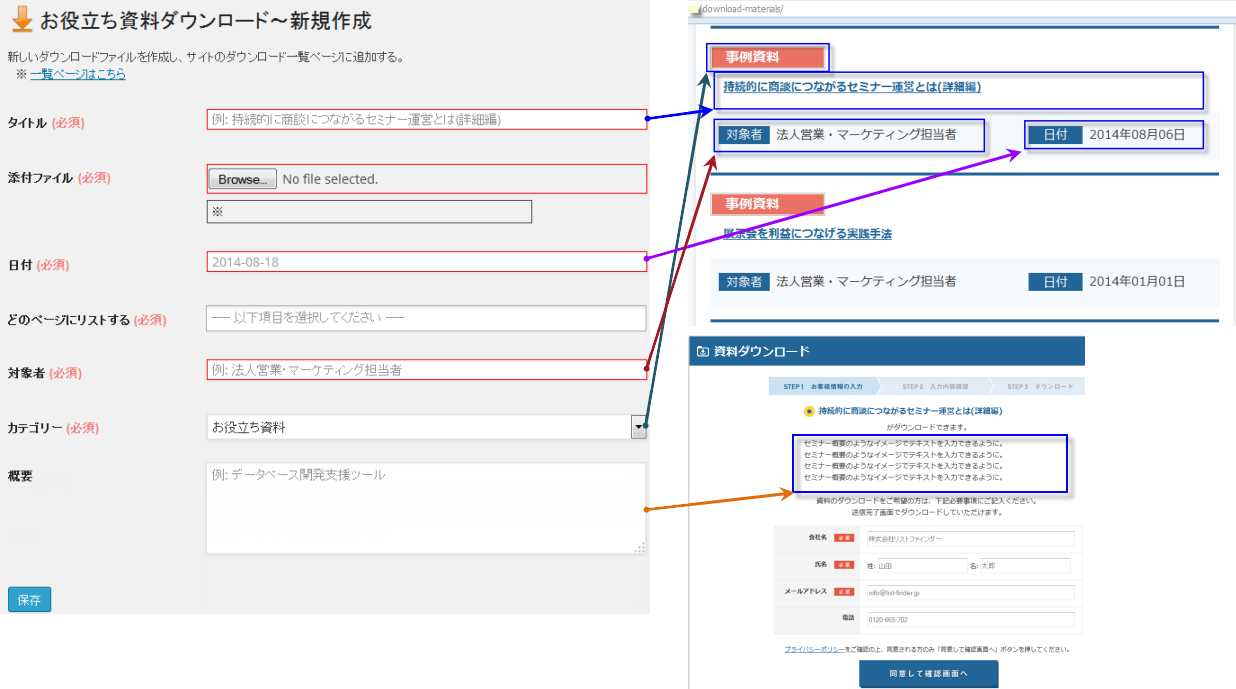 お役立ち資料ダウンロード～新規作成
新しいダウンロードファイルを作成し、サイトのダウンロード一覧ページに追加する。
※ 一覧ページはこちら
タイトル (必須)
例: 持続的に商談につながるセミナー運営とは(詳細編)
添付ファイル (必須)
Browse... No file selected.
※
日付 (必須)
2014-08-18
どのページにリストする (必須)
── 以下項目を選択してください ──
対象者 (必須)
例: 法人営業・マーケティング担当者
カテゴリー (必須)
お役立ち資料
概要
例: データベース開発支援ツール
保存
/download-materials/
事例資料
持続的に商談につながるセミナー運営とは(詳細編)
対象者 法人営業・マーケティング担当者 日付 2014年08月06日
事例資料
展示会を利益につなげる実践手法
対象者 法人営業・マーケティング担当者 日付 2014年01月01日
資料ダウンロード
STEP1 お客様情報の入力 STEP2 入力内容確認 STEP3 ダウンロード
持続的に商談につながるセミナー運営とは(詳細編)
がダウンロードできます。
セミナー概要のようなイメージでテキストを入力できるように。
セミナー概要のようなイメージでテキストを入力できるように。
セミナー概要のようなイメージでテキストを入力できるように。
セミナー概要のようなイメージでテキストを入力できるように。
資料のダウンロードをご希望の方は、下記必要事項にご記入ください。
送信完了画面でダウンロードしていただけます。
会社名 必須 株式会社リストファインダー
氏名 必須 姓: 山田 名: 太郎
メールアドレス 必須 info@list-finder.jp
電話 0120-665-702
プライバシーポリシーをご確認の上、同意される方のみ「同意して確認画面へ」ボタンを押してください。
同意して確認画面へ